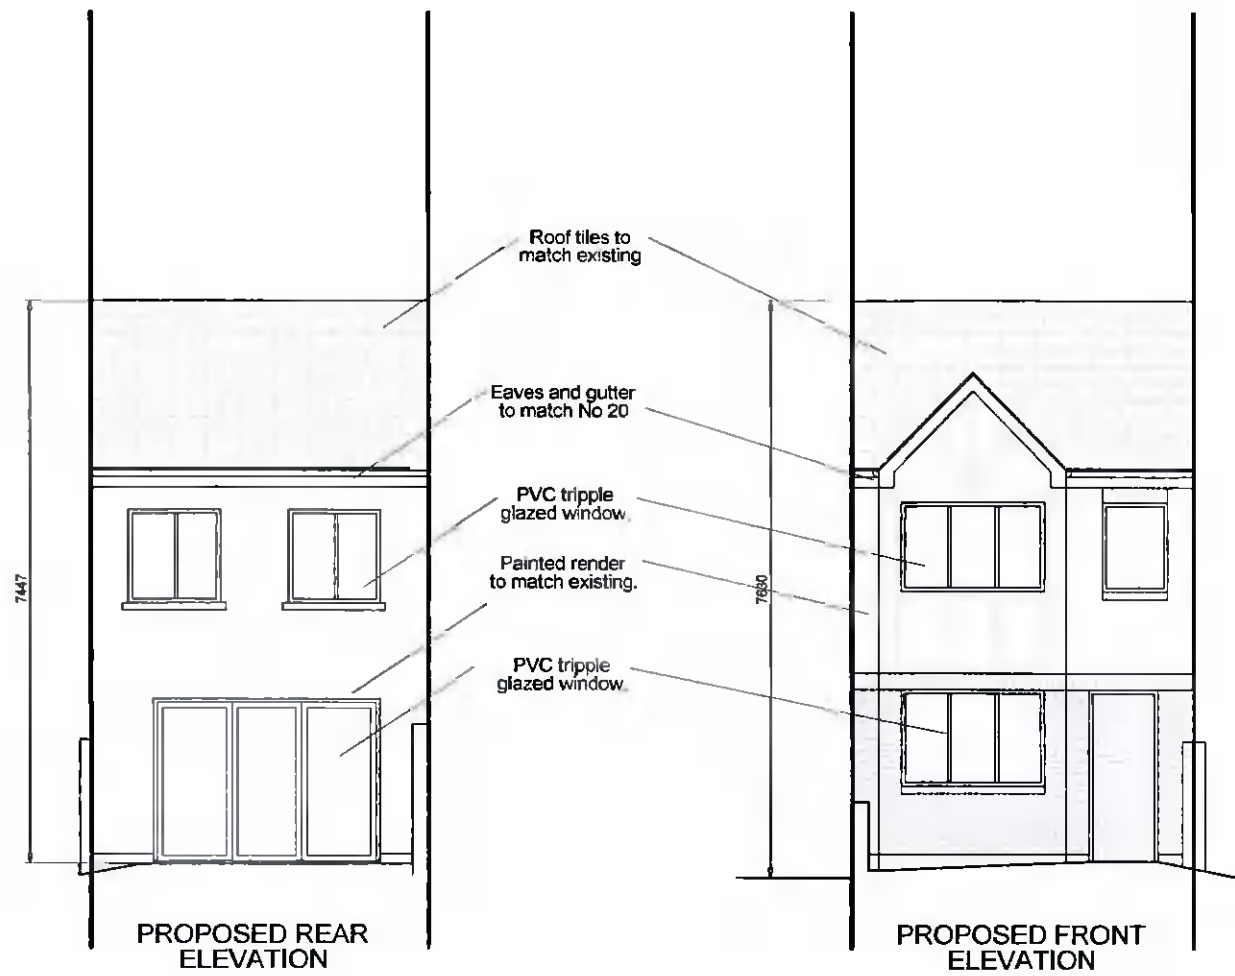 Roof tiles to
match existing
Eaves and gutter
to match No 20
PVC tripple
glazed window.
Painted render
to match existing.
PVC tripple
glazed window.
7447
PROPOSED REAR
ELEVATION
PROPOSED FRONT
ELEVATION